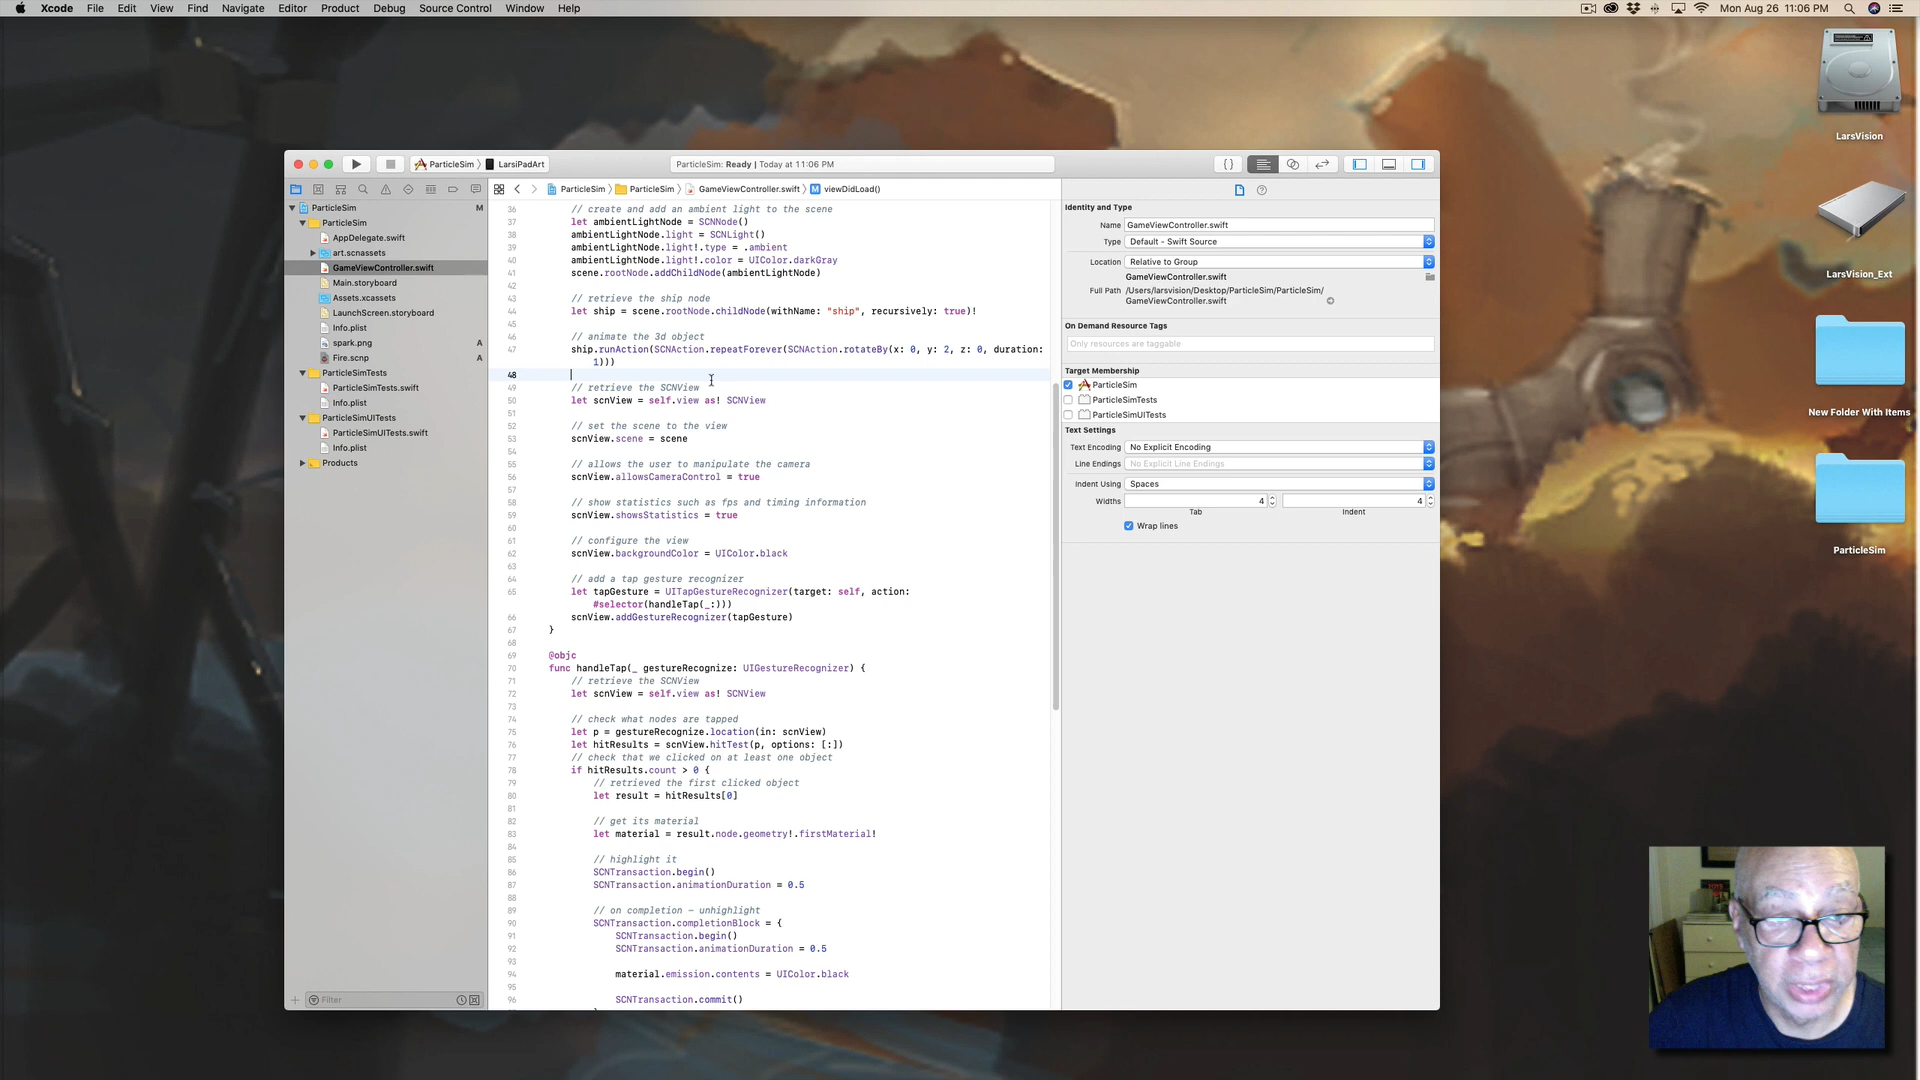 Xcode File Edit View Find Navigate Editor Product Debug Source Control Window Help
Mon Aug 26 11:06 PM
LarsVision
LarsVision_Ext
New Folder With Items
ParticleSim
ParticleSim LarsiPadArt
ParticleSim: Ready | Today at 11:06 PM
{ }
ParticleSim ParticleSim GameViewController.swift M viewDidLoad()
ParticleSim M
ParticleSim
AppDelegate.swift
art.scnassets
GameViewController.swift
Main.storyboard
Assets.xcassets
LaunchScreen.storyboard
Info.plist
spark.png A
Fire.scnp A
ParticleSimTests
ParticleSimTests.swift
Info.plist
ParticleSimUITests
ParticleSimUITests.swift
Info.plist
Products
Filter
36 // create and add an ambient light to the scene
37 let ambientLightNode = SCNNode()
38 ambientLightNode.light = SCNLight()
39 ambientLightNode.light!.type = .ambient
40 ambientLightNode.light!.color = UIColor.darkGray
41 scene.rootNode.addChildNode(ambientLightNode)
42
43 // retrieve the ship node
44 let ship = scene.rootNode.childNode(withName: "ship", recursively: true)!
45
46 // animate the 3d object
47 ship.runAction(SCNAction.repeatForever(SCNAction.rotateBy(x: 0, y: 2, z: 0, duration:
1)))
48
49 // retrieve the SCNView
50 let scnView = self.view as! SCNView
51
52 // set the scene to the view
53 scnView.scene = scene
54
55 // allows the user to manipulate the camera
56 scnView.allowsCameraControl = true
57
58 // show statistics such as fps and timing information
59 scnView.showsStatistics = true
60
61 // configure the view
62 scnView.backgroundColor = UIColor.black
63
64 // add a tap gesture recognizer
65 let tapGesture = UITapGestureRecognizer(target: self, action:
#selector(handleTap(_:)))
66 scnView.addGestureRecognizer(tapGesture)
67 }
68
69 @objc
70 func handleTap(_ gestureRecognize: UIGestureRecognizer) {
71 // retrieve the SCNView
72 let scnView = self.view as! SCNView
73
74 // check what nodes are tapped
75 let p = gestureRecognize.location(in: scnView)
76 let hitResults = scnView.hitTest(p, options: [:])
77 // check that we clicked on at least one object
78 if hitResults.count > 0 {
79 // retrieved the first clicked object
80 let result = hitResults[0]
81
82 // get its material
83 let material = result.node.geometry!.firstMaterial!
84
85 // highlight it
86 SCNTransaction.begin()
87 SCNTransaction.animationDuration = 0.5
88
89 // on completion - unhighlight
90 SCNTransaction.completionBlock = {
91 SCNTransaction.begin()
92 SCNTransaction.animationDuration = 0.5
93
94 material.emission.contents = UIColor.black
95
96 SCNTransaction.commit()
Identity and Type
Name GameViewController.swift
Type Default - Swift Source
Location Relative to Group
GameViewController.swift
Full Path /Users/larsvision/Desktop/ParticleSim/ParticleSim/
GameViewController.swift
On Demand Resource Tags
Only resources are taggable
Target Membership
ParticleSim
ParticleSimTests
ParticleSimUITests
Text Settings
Text Encoding No Explicit Encoding
Line Endings No Explicit Line Endings
Indent Using Spaces
Widths 4 4
Tab Indent
Wrap lines